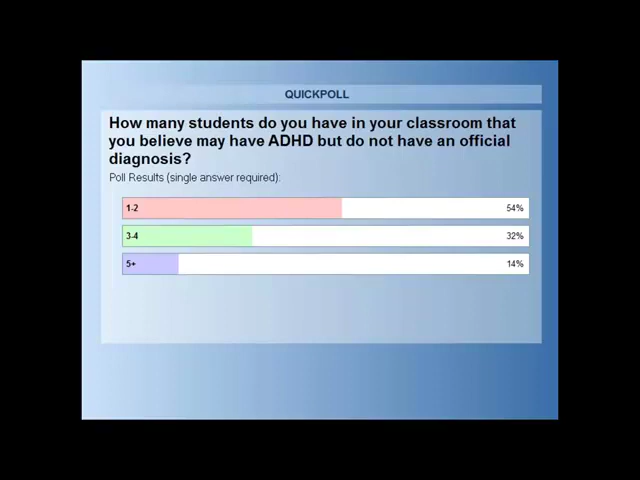 QUICKPOLL
How many students do you have in your classroom that
you believe may have ADHD but do not have an official
diagnosis?
Poll Results (single answer required):
1-2 54%
3-4 32%
5+ 14%